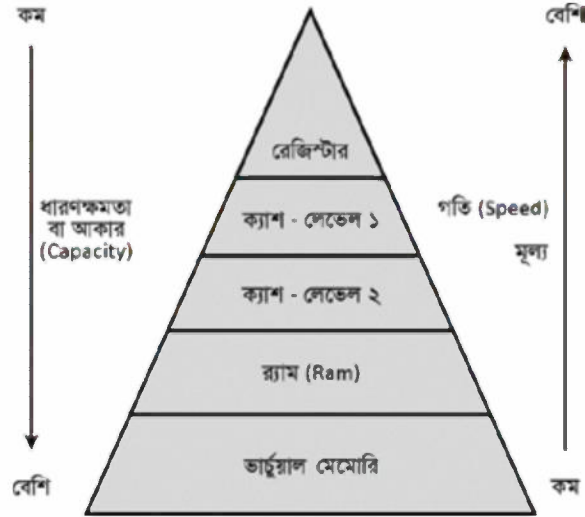 কম
বেশি
রেজিস্টার
ধারণক্ষমতা
বা আকার
(Capacity)
ক্যাশ - লেভেল ১
গতি (Speed)
মূল্য
ক্যাশ - লেভেল ২
র‍্যাম (Ram)
ভার্চুয়াল মেমোরি
বেশি
কম